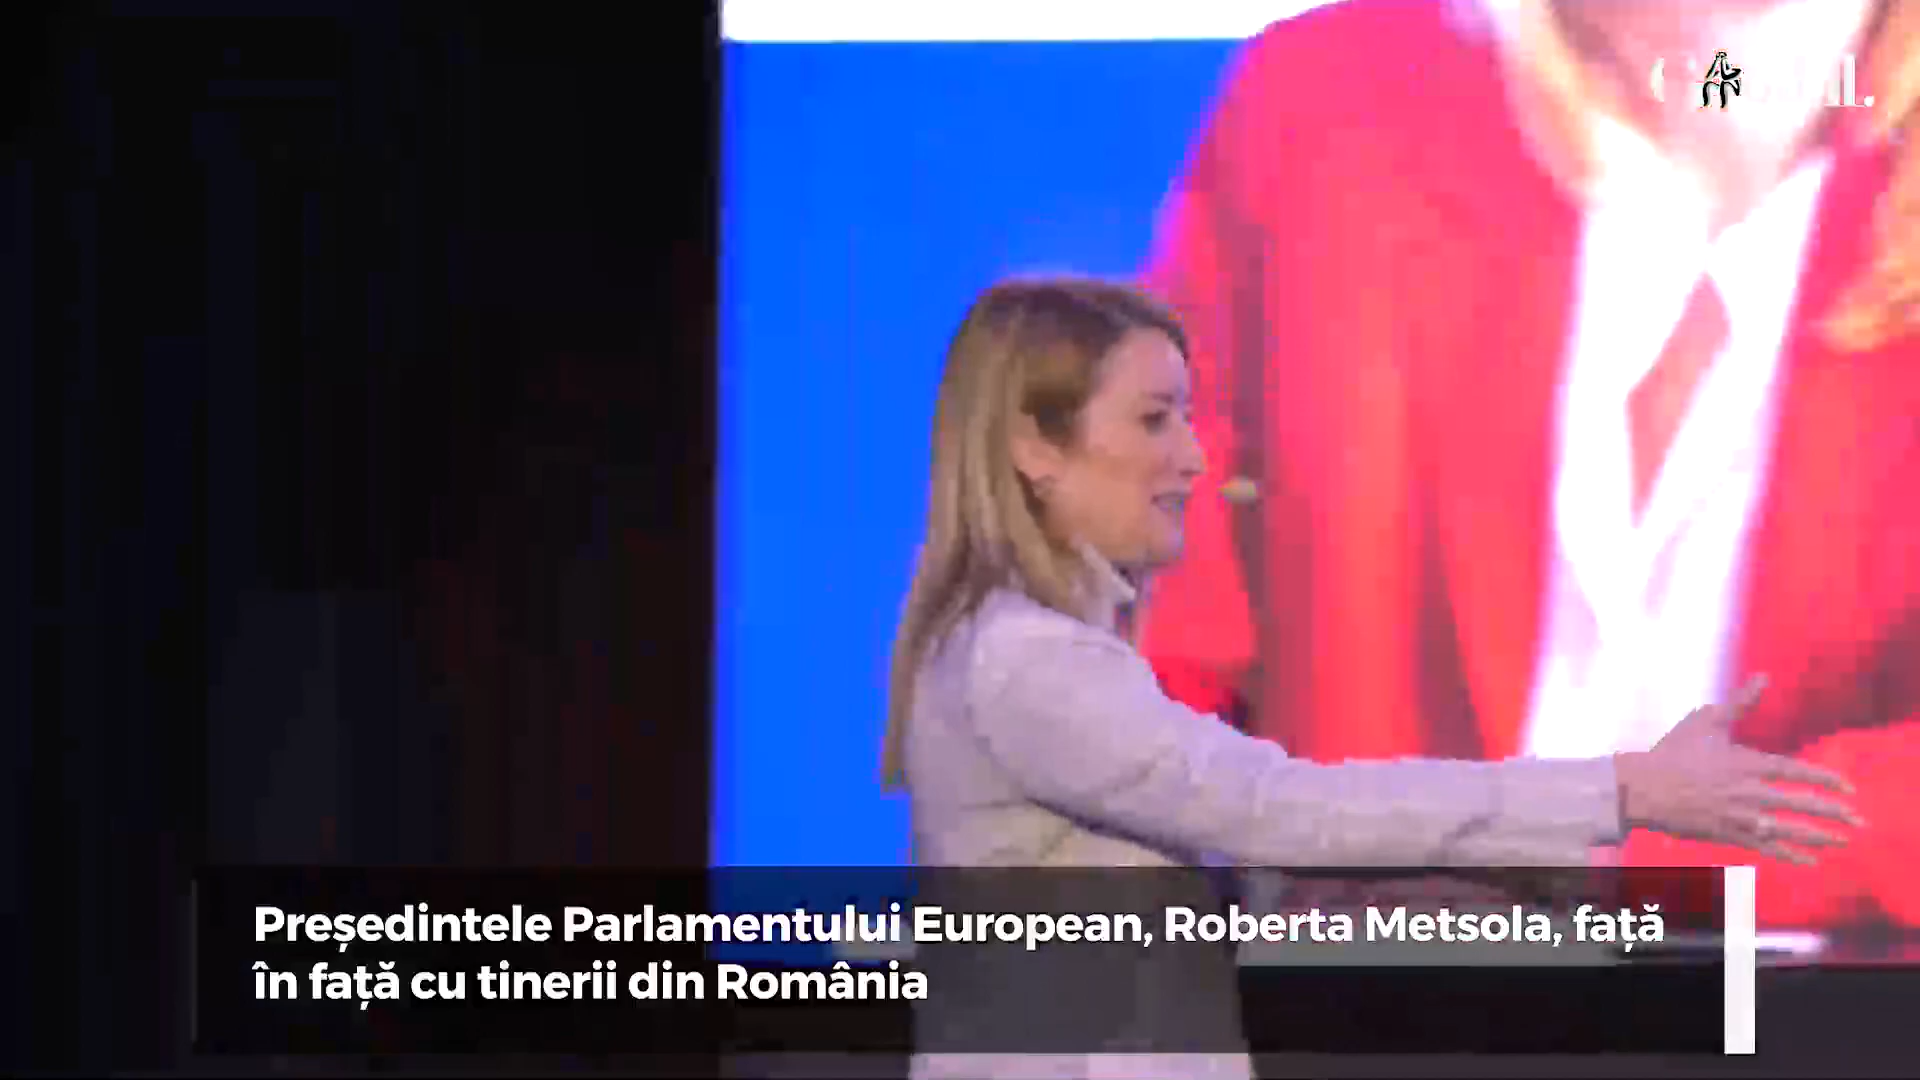 Președintele Parlamentului European, Roberta Metsola, față
în față cu tinerii din România